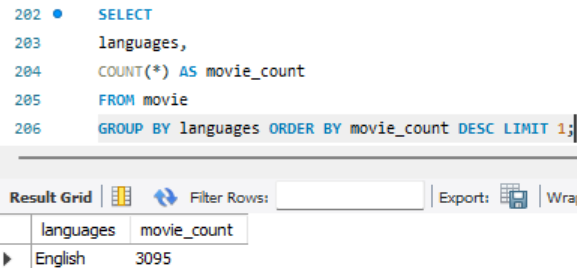 202 SELECT
203 languages,
204 COUNT(*) AS movie_count
205 FROM movie
206 GROUP BY languages ORDER BY movie_count DESC LIMIT 1;
Result Grid Filter Rows: Export: Wrap
languages movie_count
English 3095